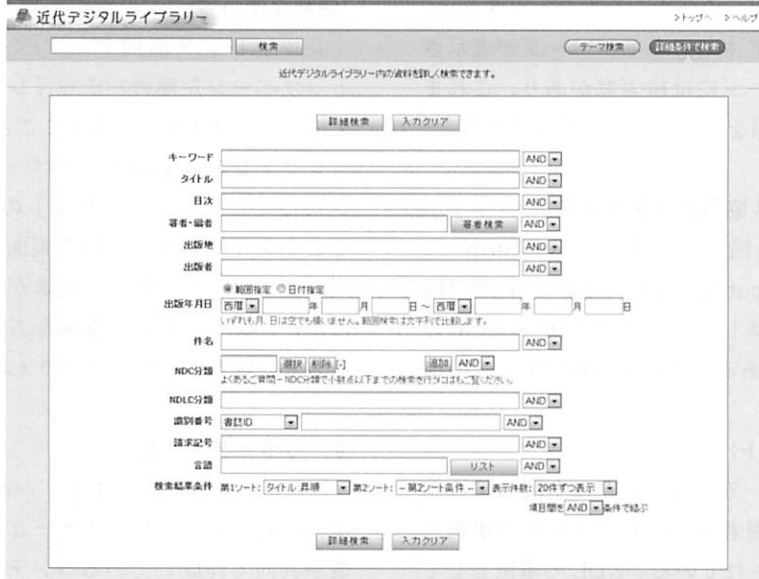 近代デジタルライブラリー >トップへ >ヘルプ
検索 テーマ検索 詳細条件で検索
近代デジタルライブラリー内の資料を詳しく検索できます。
詳細検索 入力クリア
キーワード AND
タイトル AND
目次 AND
著者・編者 著者検索 AND
出版地 AND
出版者 AND
範囲指定 日付指定
出版年月日 西暦 年 月 日 ~ 西暦 年 月 日
いずれも月、日は空でも構いません。範囲検索は文字列で比較します。
件名 AND
NDC分類 選択 削除 [-] 追加 AND
よくあるご質問-NDC分類で小数点以下までの検索を行うにはもご覧ください。
NDLC分類 AND
識別番号 書誌ID AND
請求記号 AND
言語 リスト AND
検索結果条件 第1ソート: タイトル:昇順 第2ソート: -第2ソート条件- 表示件数: 20件ずつ表示
項目間を AND 条件で結ぶ
詳細検索 入力クリア